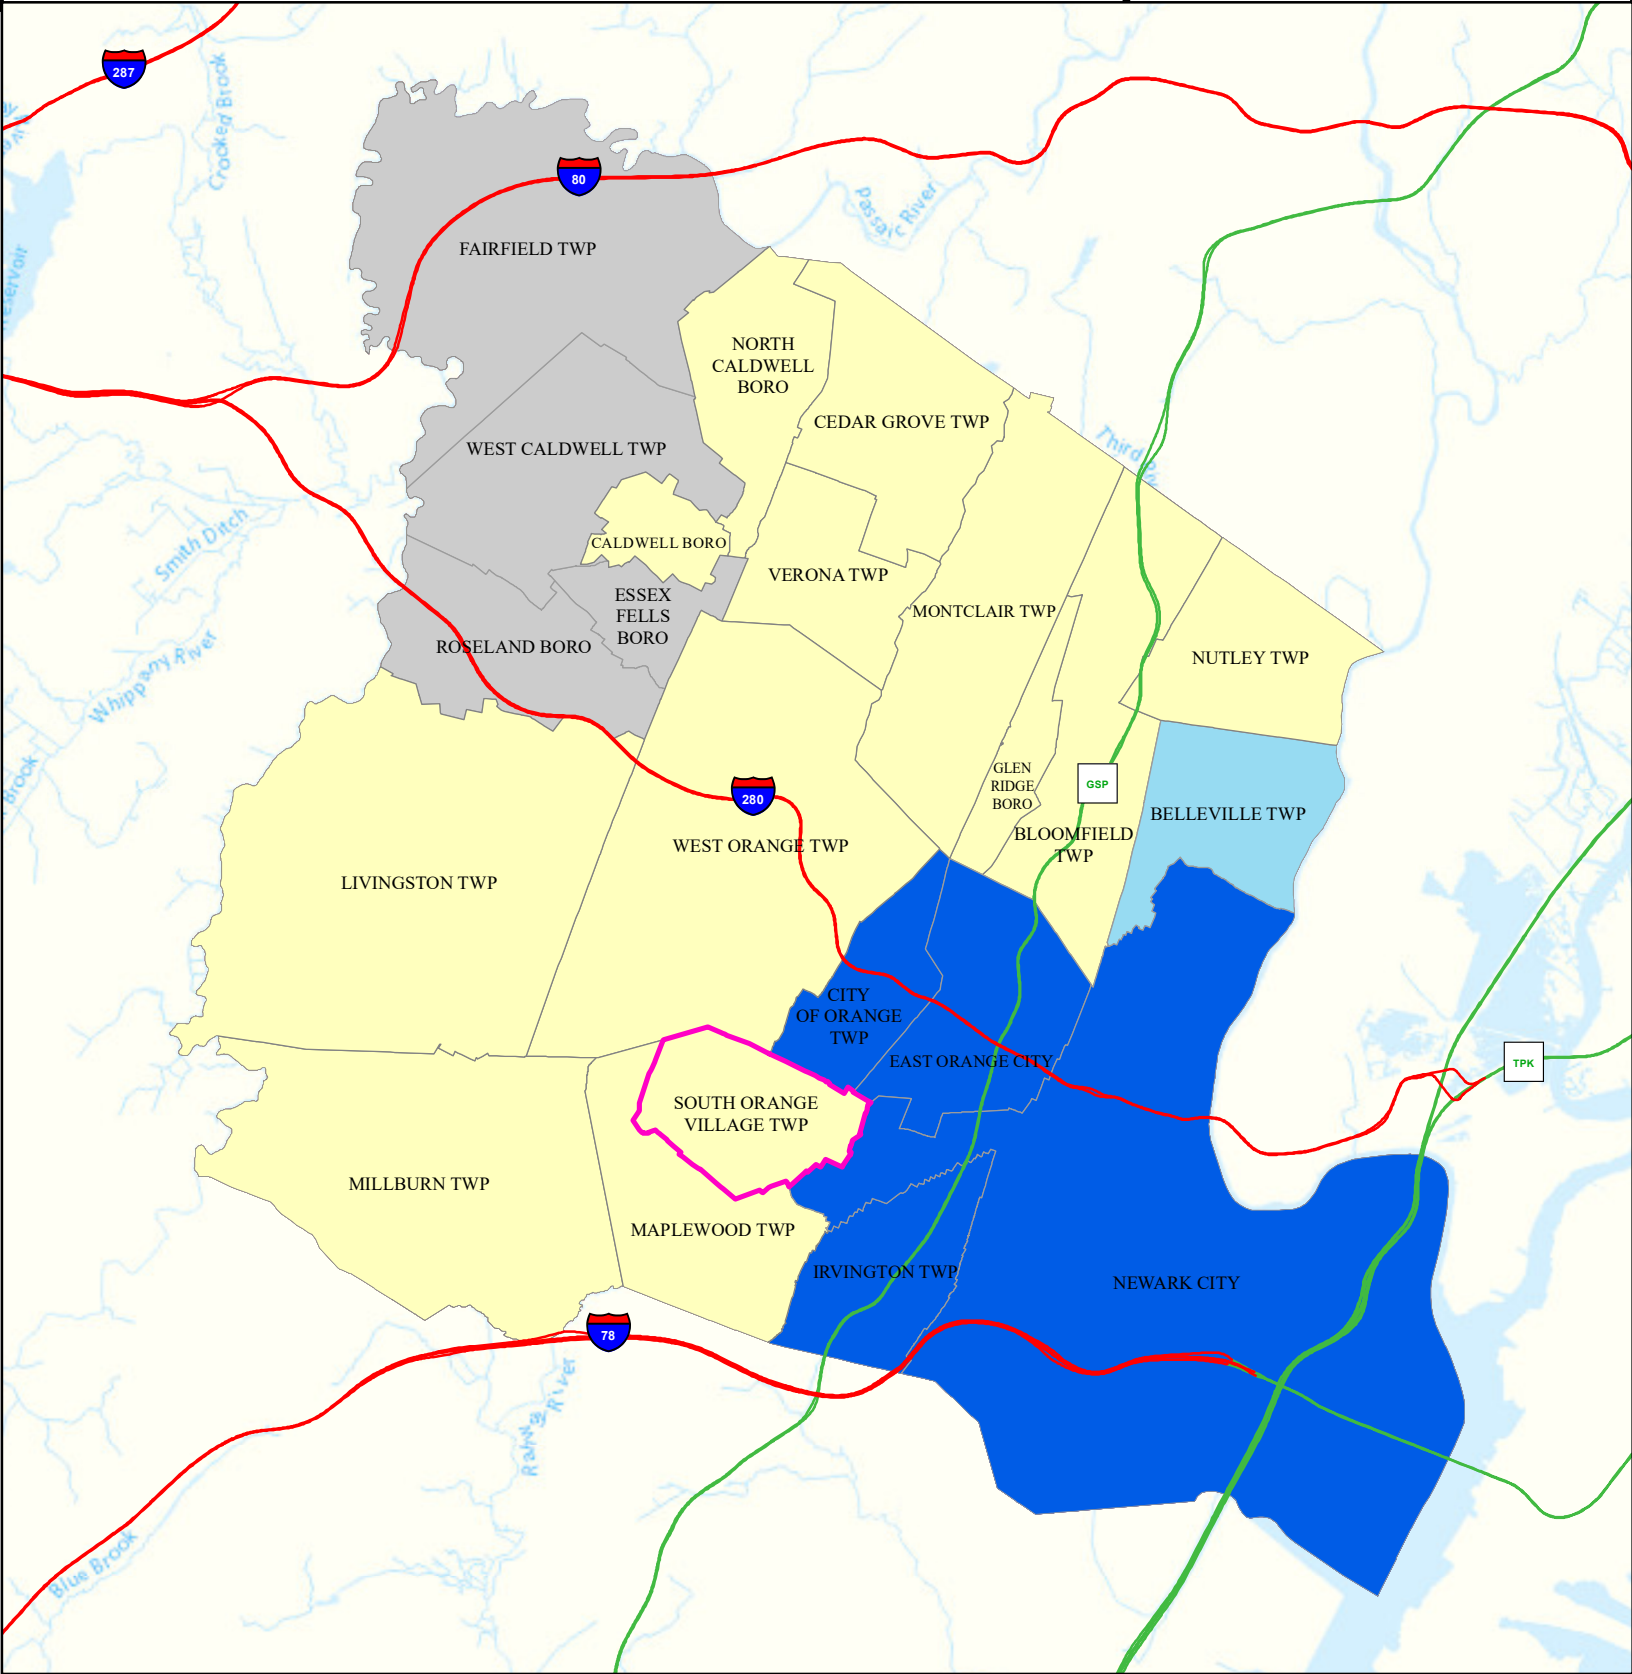 287
Crooked Brook
80
Passaic River
FAIRFIELD TWP
NORTH
CALDWELL
BORO
CEDAR GROVE TWP
WEST CALDWELL TWP
Smith Ditch
CALDWELL BORO
VERONA TWP
ESSEX
FELLS
BORO
MONTCLAIR TWP
ROSELAND BORO
NUTLEY TWP
Whippany River
Brook
GLEN
RIDGE
BORO
GSP
280
BELLEVILLE TWP
BLOOMFIELD
TWP
WEST ORANGE TWP
LIVINGSTON TWP
CITY
OF ORANGE
TWP
EAST ORANGE CITY
TPK
SOUTH ORANGE
VILLAGE TWP
MILLBURN TWP
MAPLEWOOD TWP
IRVINGTON TWP
NEWARK CITY
78
River
Blue Brook